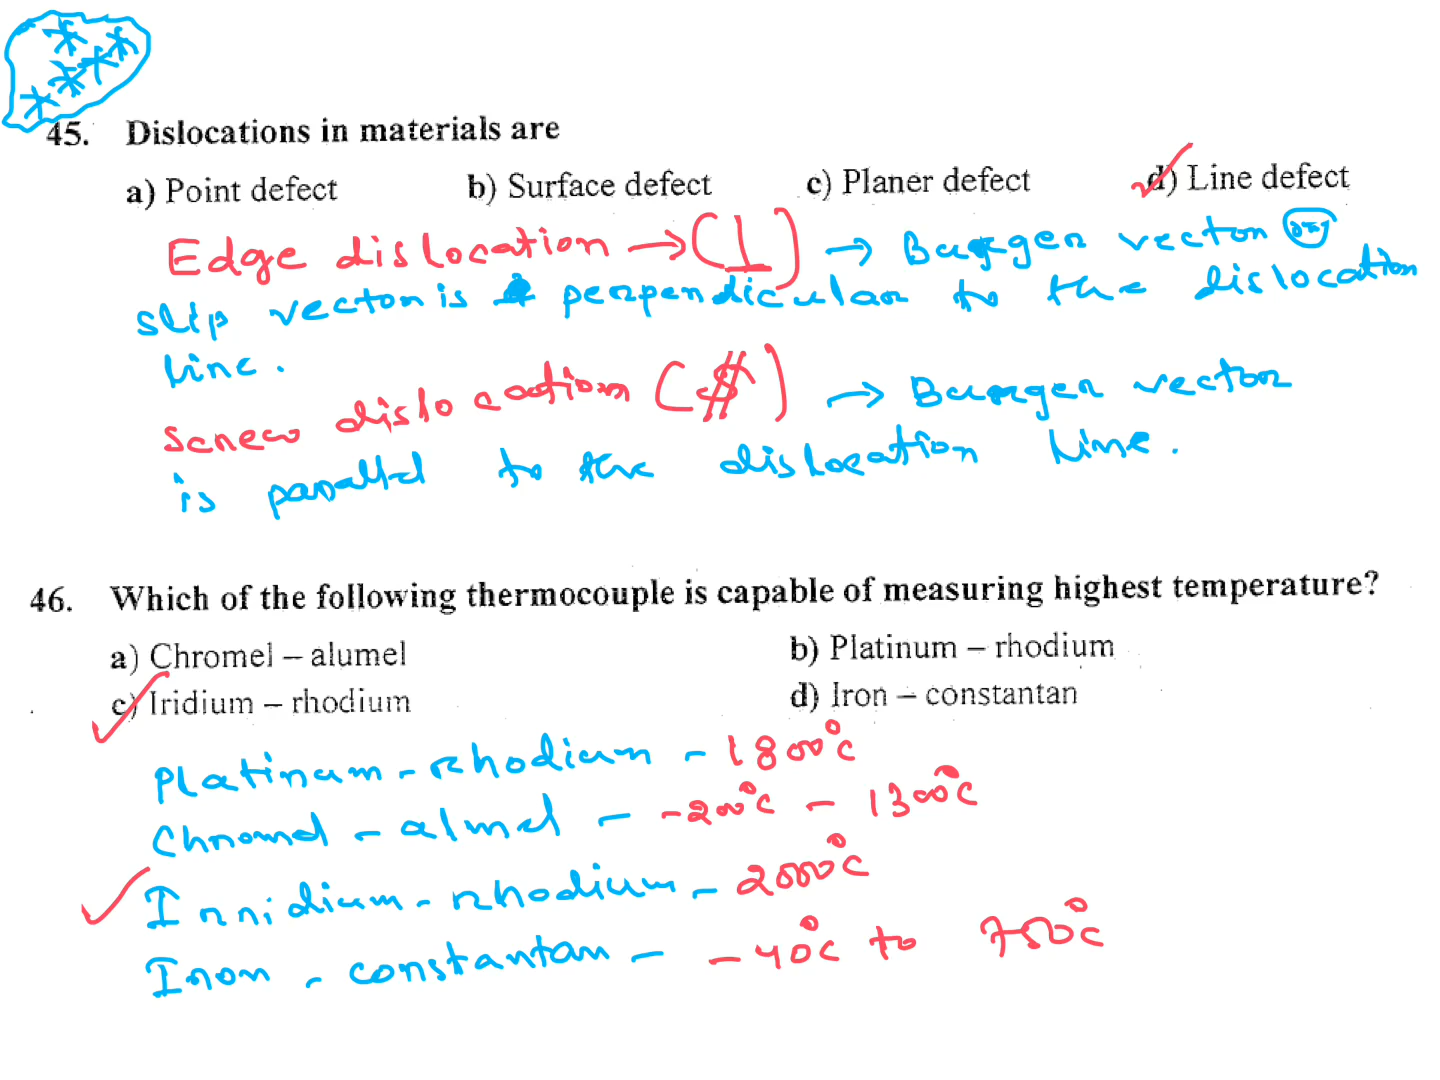 45. Dislocations in materials are
a) Point defect b) Surface defect c) Planer defect d) Line defect
Edge dislocation → (⊥) → Burger vector or
slip vector is perpendicular to the dislocation
line.
Screw dislocation ($) → Burger vector
is parallel to the dislocation line.
46. Which of the following thermocouple is capable of measuring highest temperature?
a) Chromel – alumel b) Platinum – rhodium
c) Iridium – rhodium d) Iron – constantan
Platinum - rhodium - 1800°C
Chromel - almel - -200°C - 1300°C
Irridium - rhodium - 2000°C
Iron - constantan - -40°C to 750°C